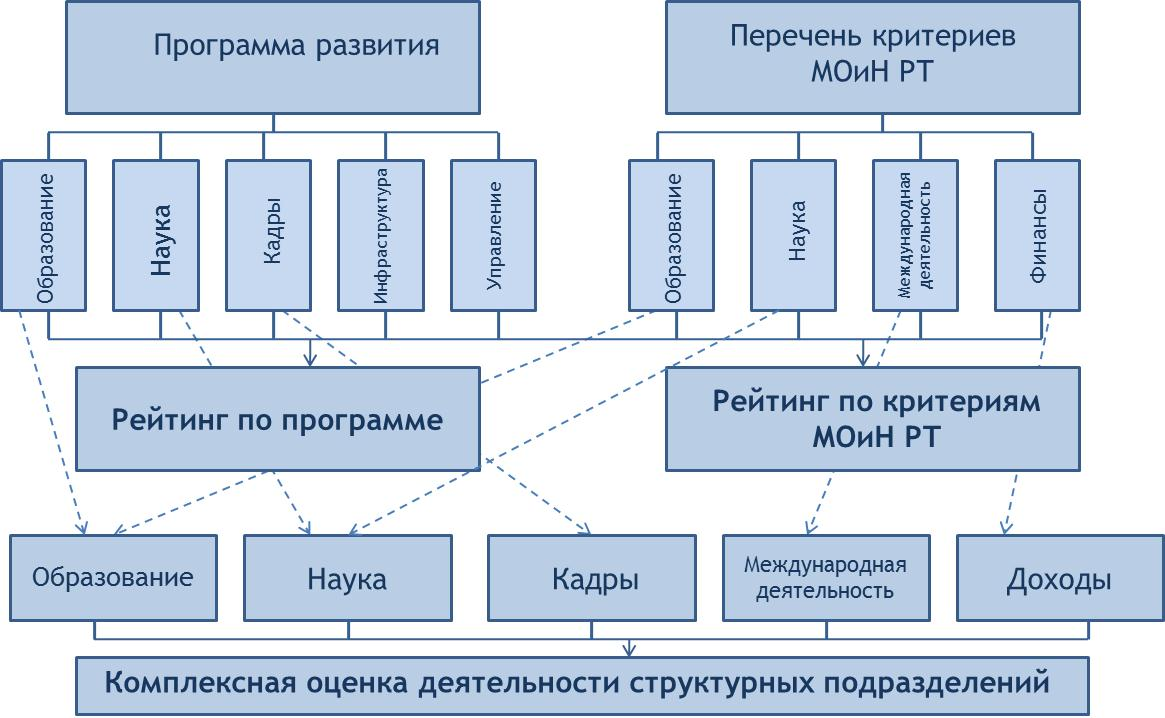 Программа развития
Перечень критериев
МОиН РТ
Образование
Наука
Кадры
Инфраструктура
Управление
Образование
Наука
Международная
деятельность
Финансы
Рейтинг по программе
Рейтинг по критериям
МОиН РТ
Образование
Наука
Кадры
Международная
деятельность
Доходы
Комплексная оценка деятельности структурных подразделений